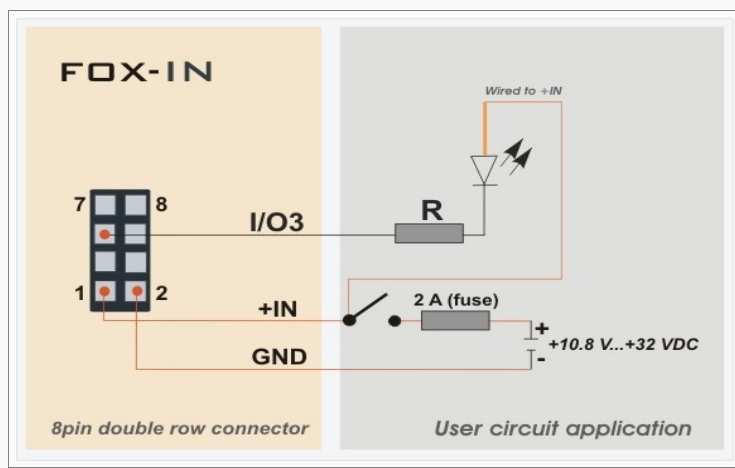 FOX-IN
Wired to +IN
7
8
I/O3
R
1
2
+IN
2 A (fuse)
+
+10.8 V...+32 VDC
-
GND
8pin double row connector
User circuit application